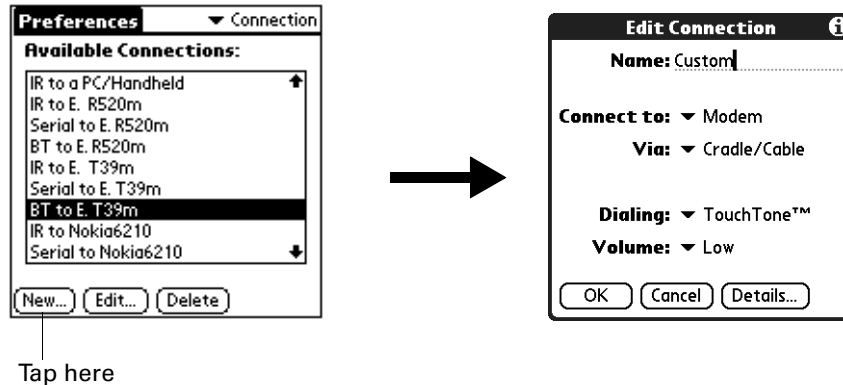 Preferences ▼ Connection
Available Connections:
IR to a PC/Handheld
IR to E. R520m
Serial to E. R520m
BT to E. R520m
IR to E. T39m
Serial to E. T39m
BT to E. T39m
IR to Nokia6210
Serial to Nokia6210
New... Edit... Delete
Tap here
Edit Connection i
Name: Custom
Connect to: ▼ Modem
Via: ▼ Cradle/Cable
Dialing: ▼ TouchTone™
Volume: ▼ Low
OK Cancel Details...